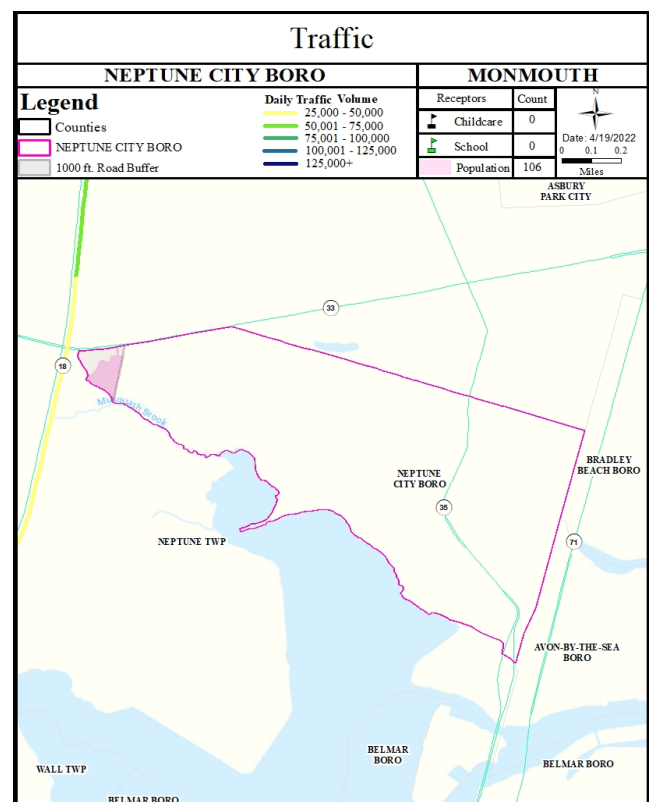 Traffic
NEPTUNE CITY BORO
MONMOUTH
Legend
Counties
NEPTUNE CITY BORO
1000 ft. Road Buffer
Daily Traffic Volume
25,000 - 50,000
50,001 - 75,000
75,001 - 100,000
100,001 - 125,000
125,000+
Receptors Count
Childcare 0
School 0
Population 106
N
Date: 4/19/2022
0 0.1 0.2
Miles
ASBURY
PARK CITY
33
18
Musquash Brook
NEPTUNE
CITY BORO
BRADLEY
BEACH BORO
35
71
NEPTUNE TWP
AVON-BY-THE-SEA
BORO
BELMAR
BORO
WALL TWP
BELMAR BORO
BELMAR BORO